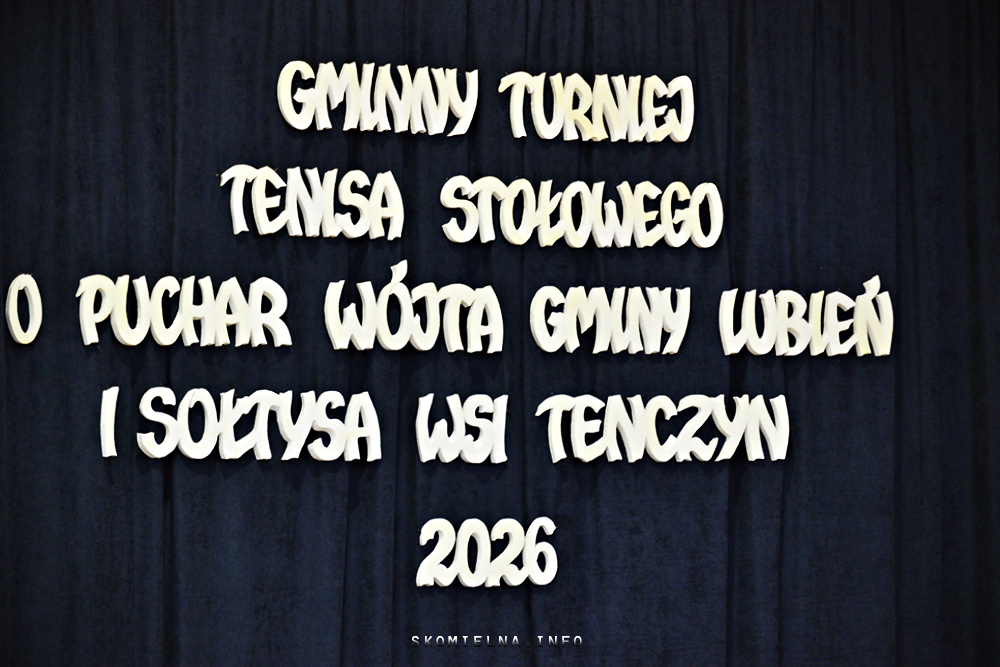 GMINNY TURNIEJ
TENISA STOŁOWEGO
O PUCHAR WÓJTA GMINY LUBIEŃ
I SOŁTYSA WSI TENCZYN
2026
SKOMIELNA.INFO